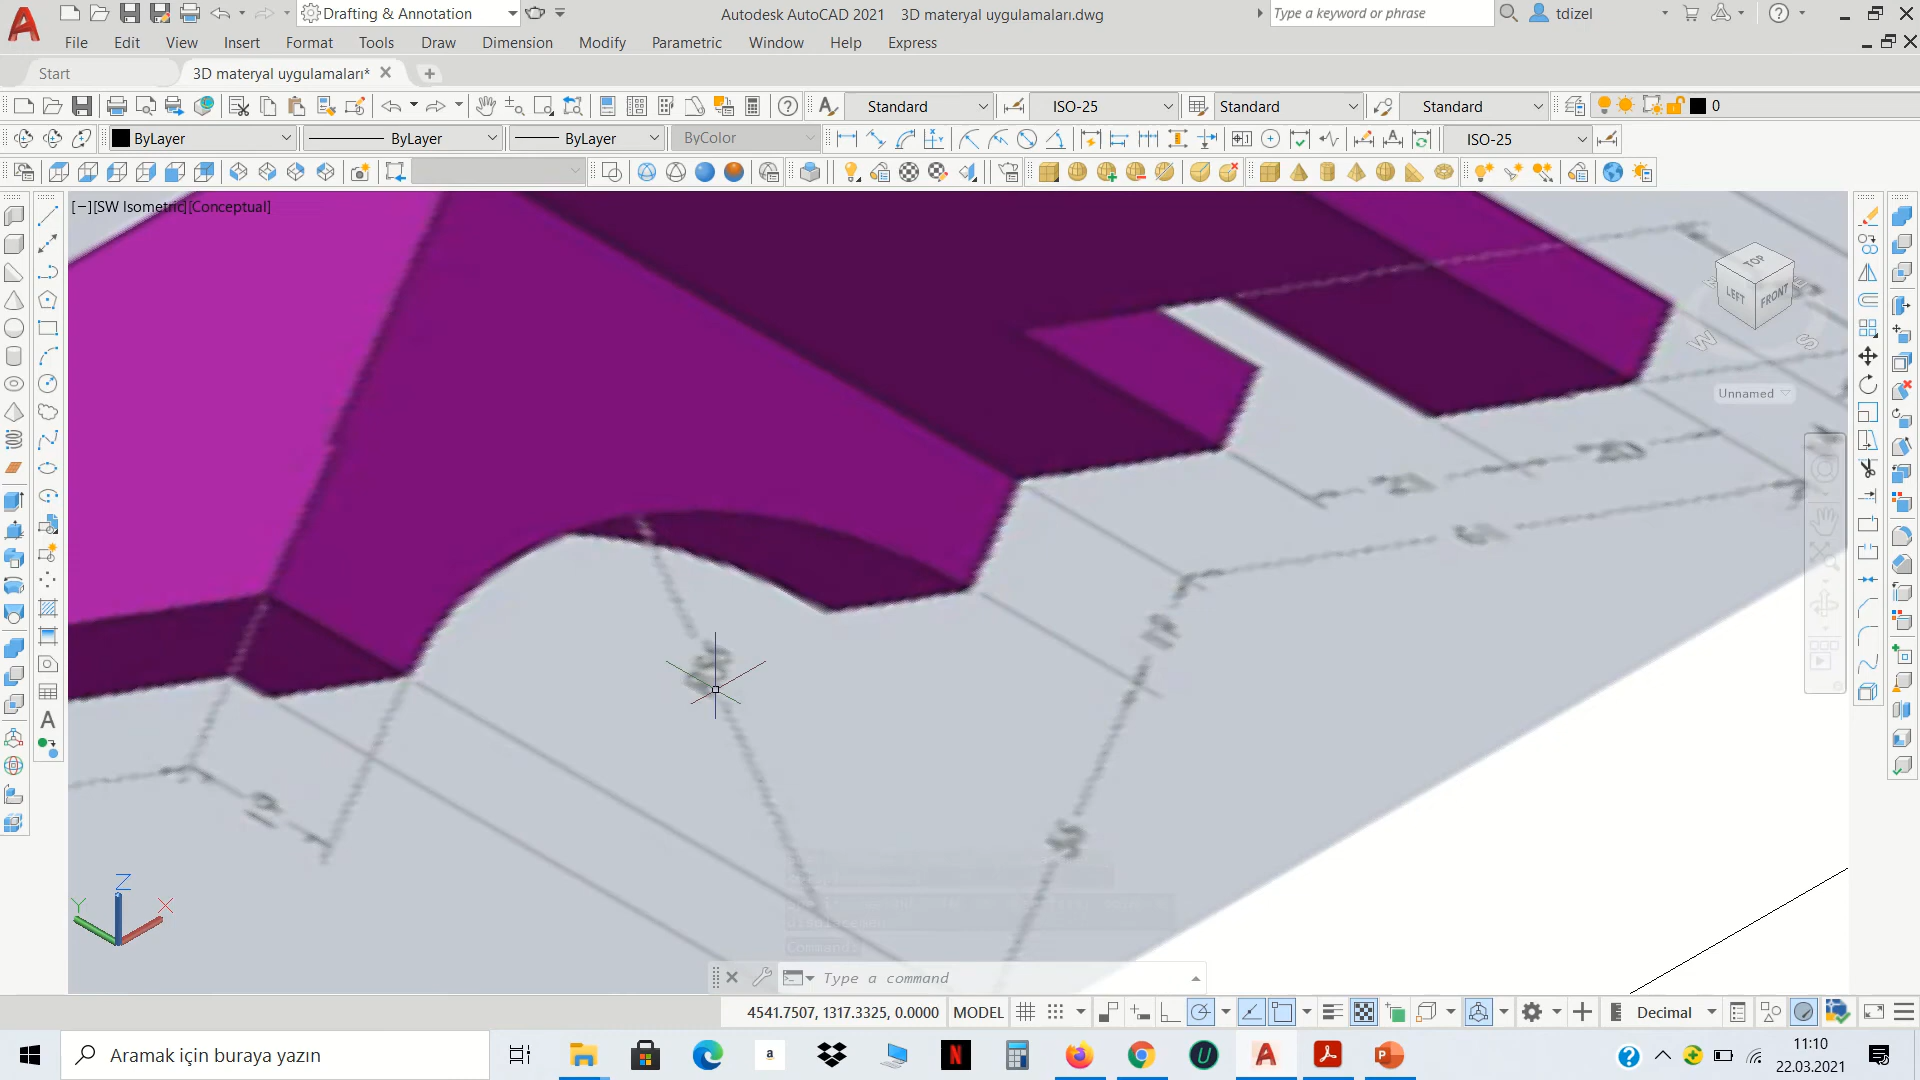 Drafting & Annotation
Autodesk AutoCAD 2021 3D materyal uygulamaları.dwg
Type a keyword or phrase
tdizel
File Edit View Insert Format Tools Draw Dimension Modify Parametric Window Help Express
Start
3D materyal uygulamaları*
Standard
ISO-25
Standard
Standard
0
ByLayer
ByLayer
ByLayer
ByColor
ISO-25
[−][SW Isometric][Conceptual]
TOP
LEFT
FRONT
W
S
Unnamed
Z
Y
X
Command:
Type a command
4541.7507, 1317.3325, 0.0000
MODEL
Decimal
Aramak için buraya yazın
11:10
22.03.2021